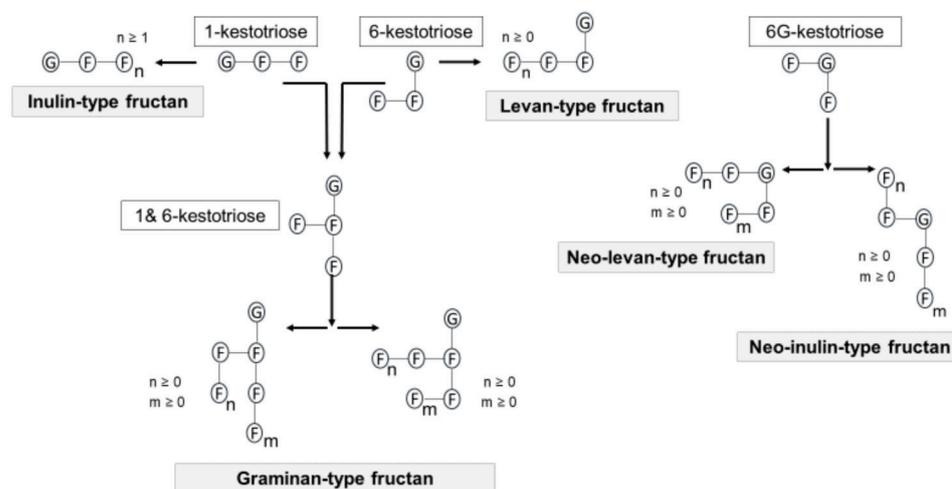 n ≥ 1
1-kestotriose
G F F n
G F F
Inulin-type fructan
6-kestotriose
G
F F
n ≥ 0
G
F n F F
Levan-type fructan
6G-kestotriose
F G
F
1& 6-kestotriose
G
F F
F
n ≥ 0
m ≥ 0
F n F G
F m F
Neo-levan-type fructan
F n
F G
F
F m
n ≥ 0
m ≥ 0
Neo-inulin-type fructan
G
F F
F n F
F m
n ≥ 0
m ≥ 0
G
F n F F
F m F
n ≥ 0
m ≥ 0
Graminan-type fructan